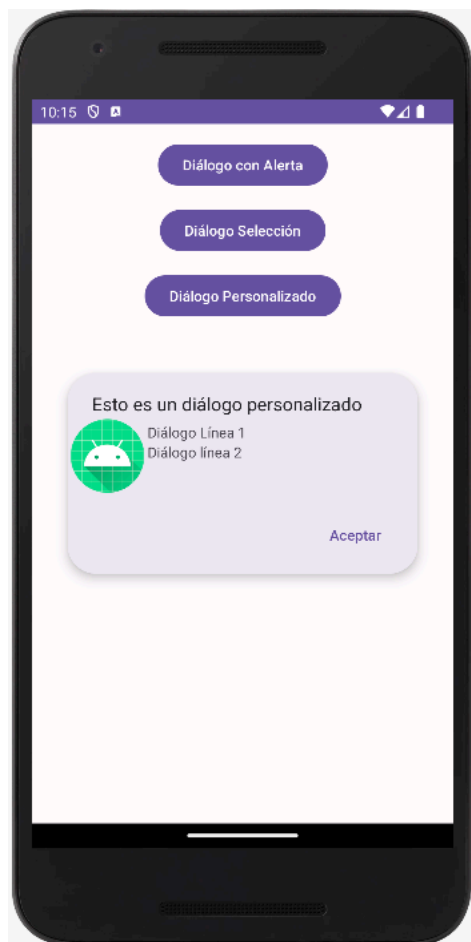 10:15
Diálogo con Alerta
Diálogo Selección
Diálogo Personalizado
Esto es un diálogo personalizado
Diálogo Línea 1
Diálogo línea 2
Aceptar